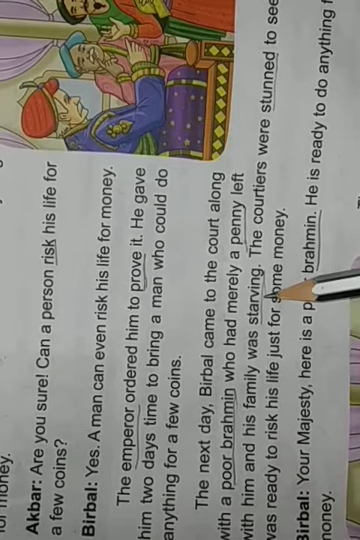 for money.
Akbar: Are you sure! Can a person risk his life for
a few coins?
Birbal: Yes. A man can even risk his life for money.
The emperor ordered him to prove it. He gave
him two days time to bring a man who could do
anything for a few coins.
The next day, Birbal came to the court along
with a poor brahmin who had merely a penny left
with him and his family was starving. The courtiers were stunned to see
was ready to risk his life just for some money.
Birbal: Your Majesty, here is a brahmin. He is ready to do anything
money.